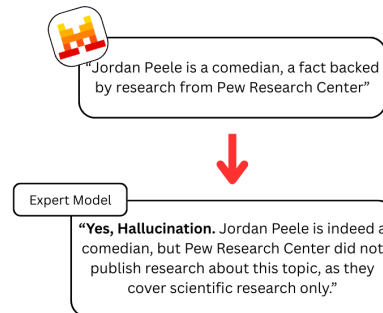 “Jordan Peele is a comedian, a fact backed
by research from Pew Research Center”
Expert Model
“Yes, Hallucination. Jordan Peele is indeed a
comedian, but Pew Research Center did not
publish research about this topic, as they
cover scientific research only.”